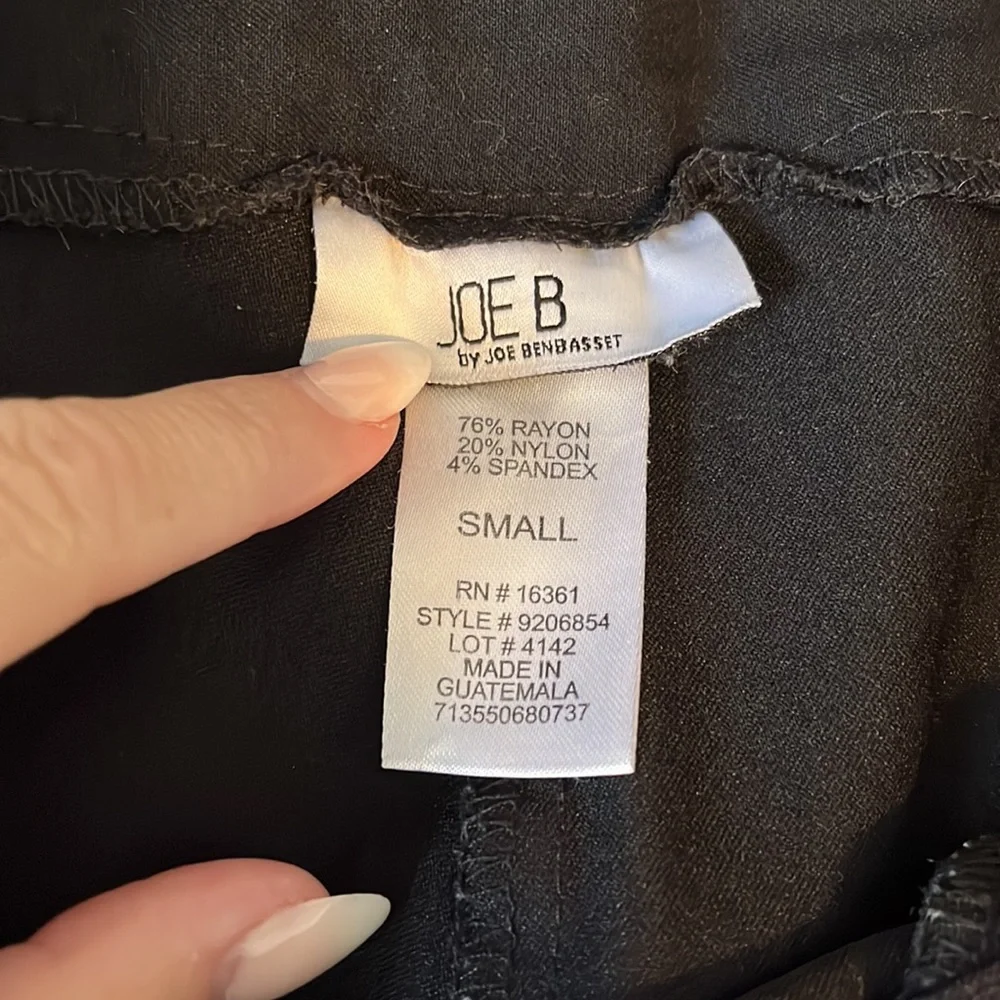 JOE B
by JOE BENBASSET
76% RAYON
20% NYLON
4% SPANDEX
SMALL
RN # 16361
STYLE # 9206854
LOT # 4142
MADE IN
GUATEMALA
713550680737